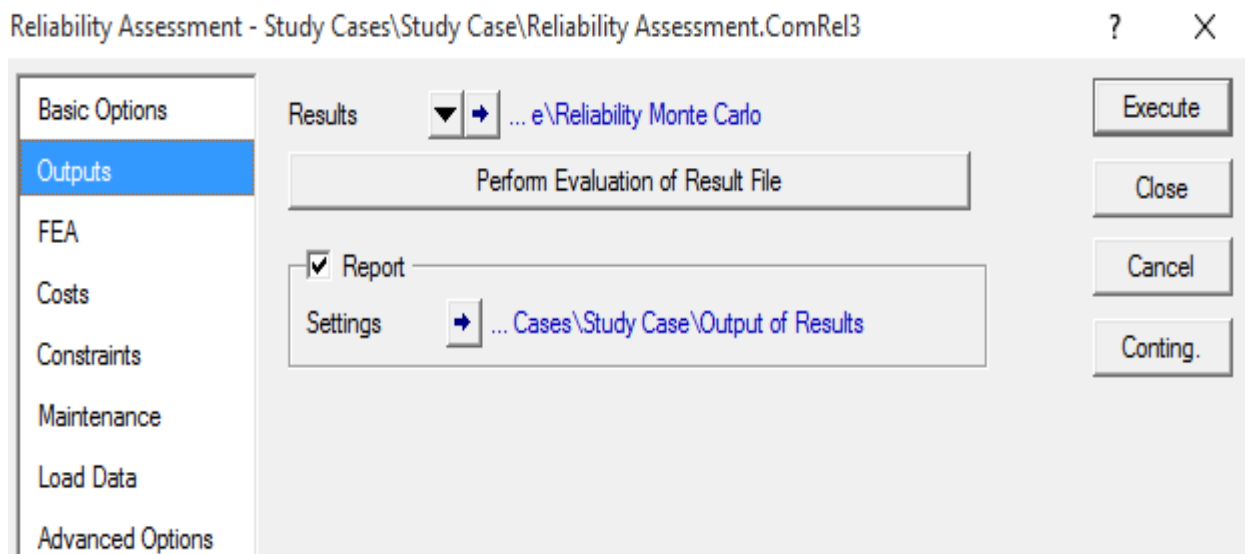 Reliability Assessment - Study Cases\Study Case\Reliability Assessment.ComRel3
Basic Options
Outputs
FEA
Costs
Constraints
Maintenance
Load Data
Advanced Options
Results ... e\Reliability Monte Carlo
Perform Evaluation of Result File
Report
Settings ... Cases\Study Case\Output of Results
Execute
Close
Cancel
Conting.